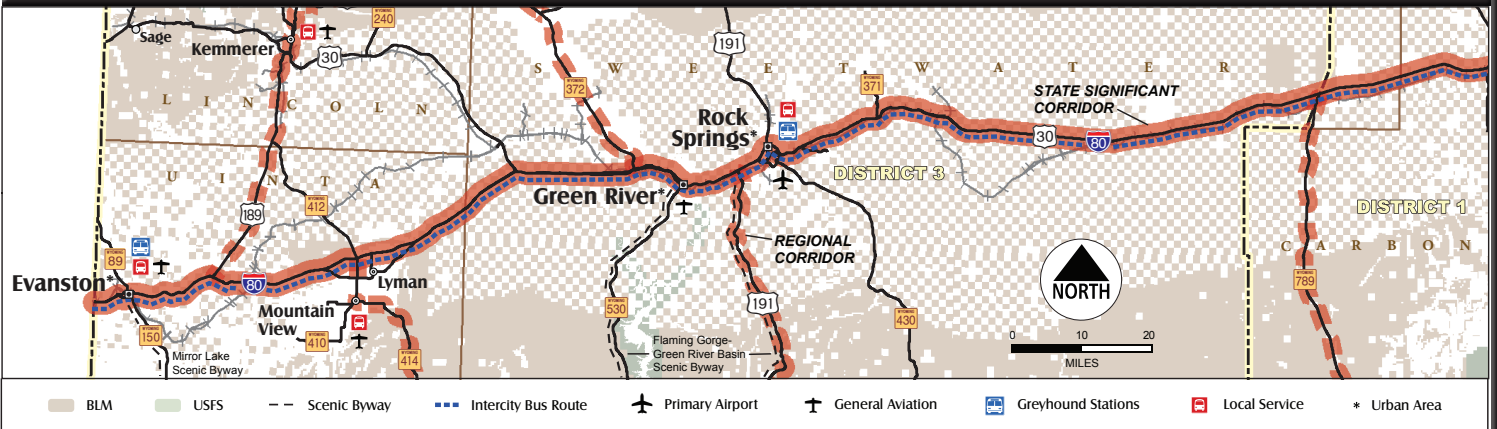 240
Sage
Kemmerer
30
191
S W E E T W A T E R
372
371
STATE SIGNIFICANT
CORRIDOR
L I N C O L N
Rock
Springs*
30
80
DISTRICT 3
U I N T A
Green River*
412
189
DISTRICT 1
REGIONAL
CORRIDOR
C A R B O N
89
Evanston*
80
Lyman
NORTH
789
Mountain
View
530
191
430
0 10 20
MILES
150
410
414
Mirror Lake
Scenic Byway
Flaming Gorge-
Green River Basin
Scenic Byway
BLM USFS Scenic Byway Intercity Bus Route Primary Airport General Aviation Greyhound Stations Local Service * Urban Area